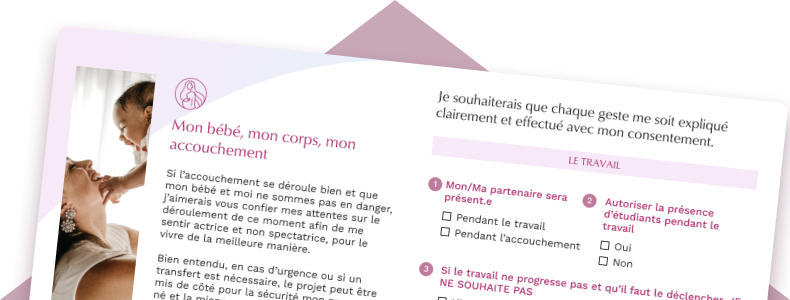 Mon bébé, mon corps, mon
accouchement
Si l'accouchement se déroule bien et que
mon bébé et moi ne sommes pas en danger,
j'aimerais vous confier mes attentes sur le
déroulement de ce moment afin de me
sentir actrice et non spectatrice, pour le
vivre de la meilleure manière.
Bien entendu, en cas d'urgence ou si un
transfert est nécessaire, le projet peut être
mis de côté pour la sécurité mon
né et la
Je souhaiterais que chaque geste me soit expliqué
clairement et effectué avec mon consentement.
LE TRAVAIL
1 Mon/Ma partenaire sera
présent.e
Pendant le travail
Pendant l'accouchement
2 Autoriser la présence
d'étudiants pendant le
travail
Oui
Non
3 Si le travail ne progresse pas et qu'il faut le déclencher, JE
NE SOUHAITE PAS